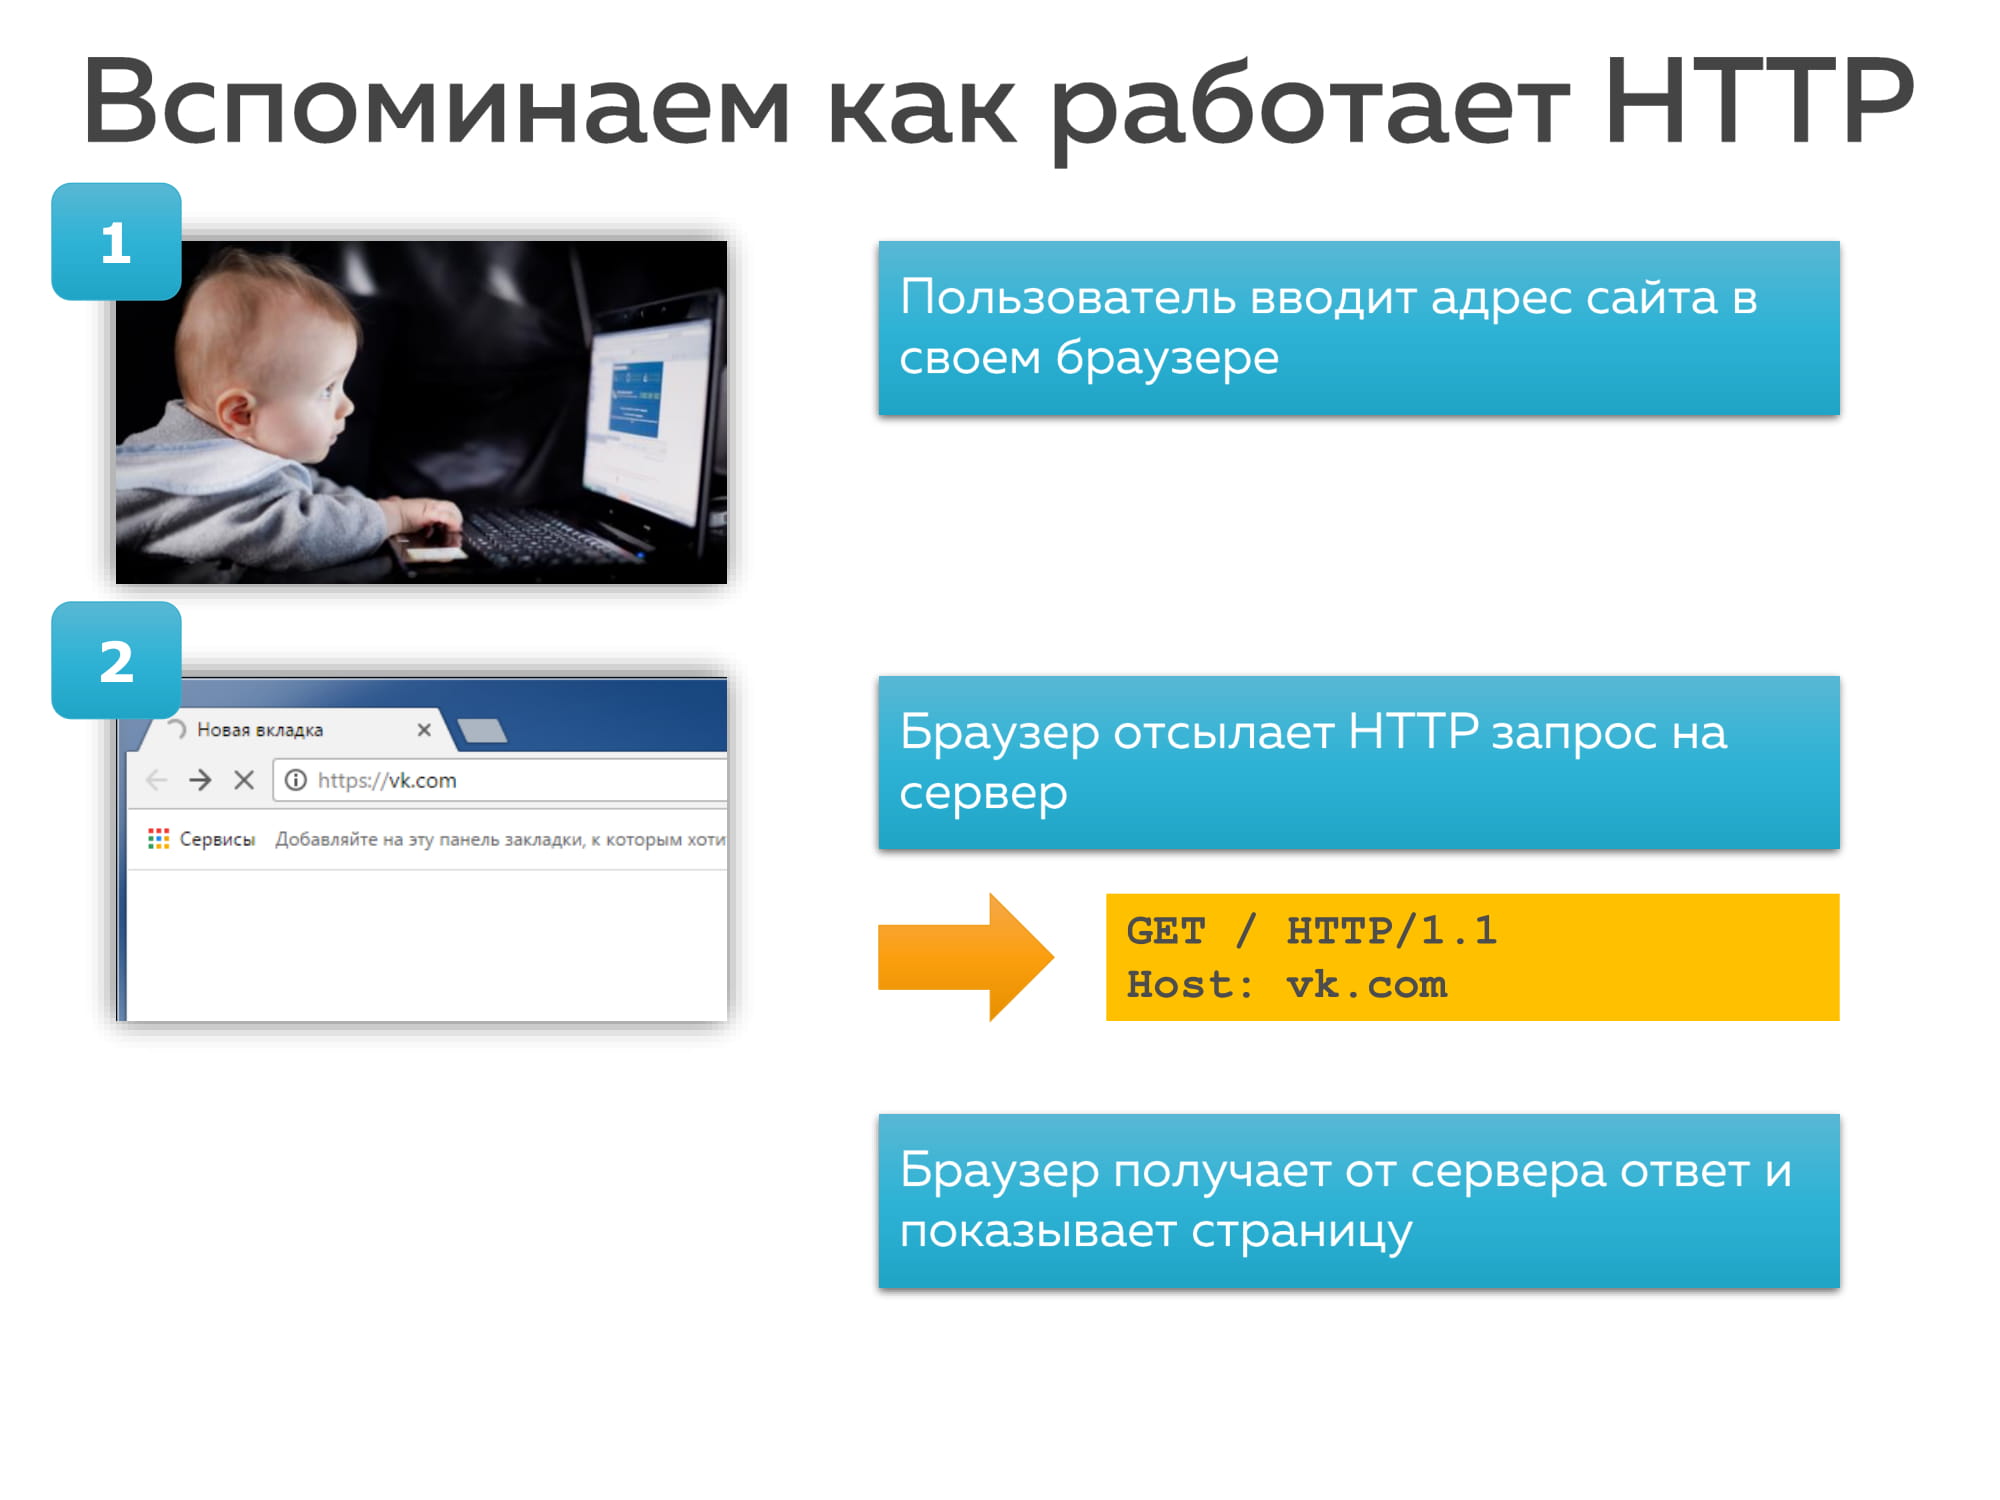 Вспоминаем как работает HTTP
1
Пользователь вводит адрес сайта в
своем браузере
2
Новая вкладка
https://vk.com
Сервисы Добавляйте на эту панель закладки, к которым
Браузер отсылает HTTP запрос на
сервер
GET / HTTP/1.1
Host: vk.com
Браузер получает от сервера ответ и
показывает страницу